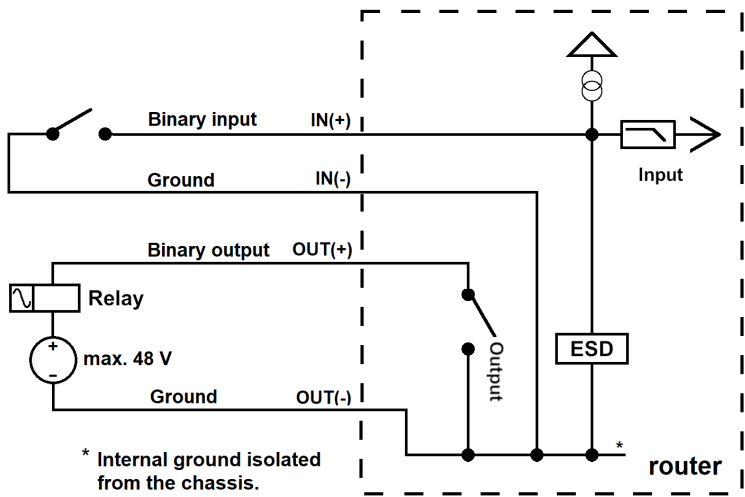 Binary input IN(+)
Ground IN(-)
Input
Binary output OUT(+)
Relay
+
max. 48 V
-
Output
ESD
Ground OUT(-)
*
router
* Internal ground isolated
from the chassis.